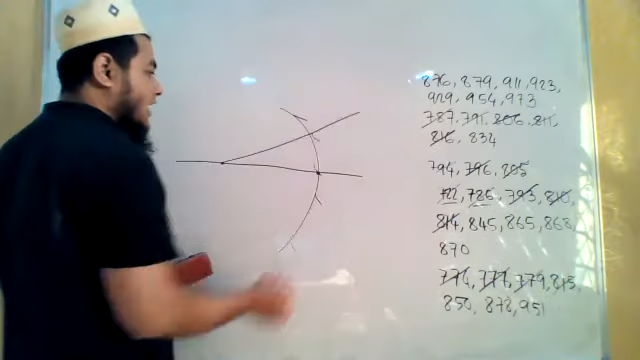 876, 879, 911, 923,
929, 954, 973
787, 791, 806, 811,
816, 834
794, 796, 805
722, 726, 793, 810,
814, 845, 865, 868,
870
776, 777, 779, 813,
850, 878, 951